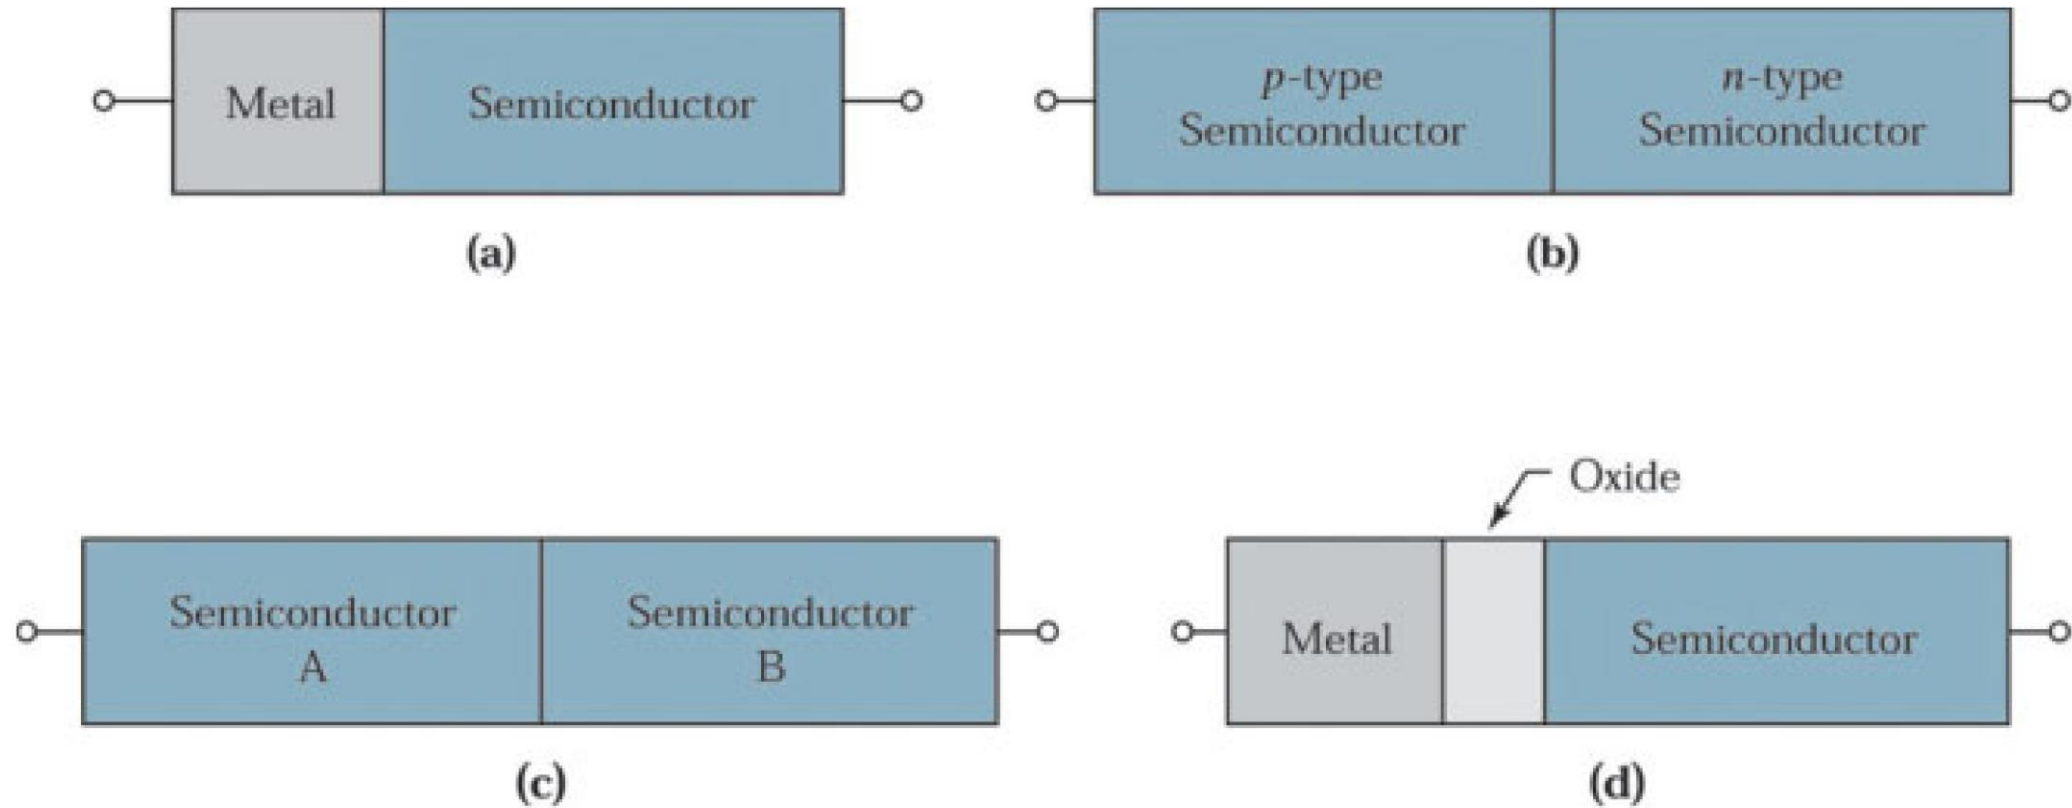 Metal
Semiconductor
p-type
Semiconductor
n-type
Semiconductor
(a)
(b)
Oxide
Semiconductor
A
Semiconductor
B
Metal
Semiconductor
(c)
(d)